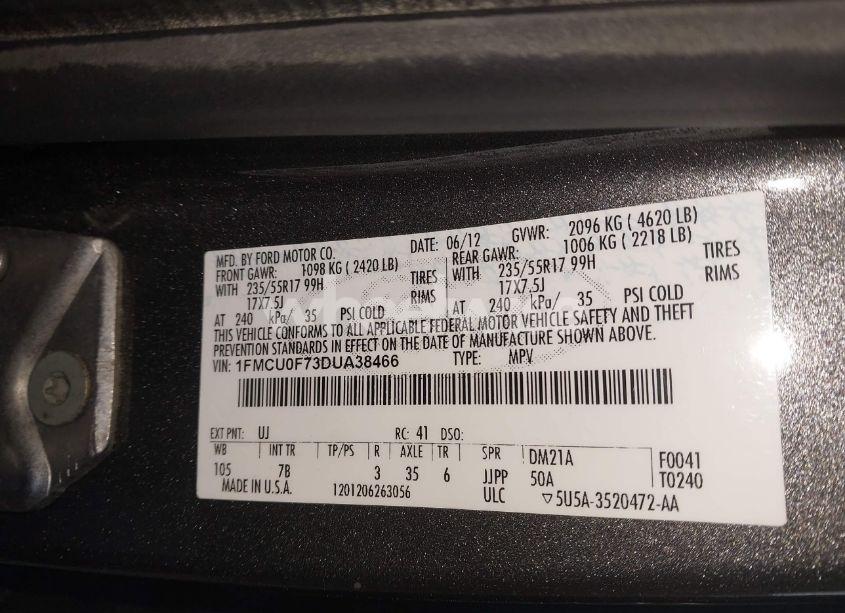 MFD. BY FORD MOTOR CO. DATE: 06/12 GVWR: 2096 KG ( 4620 LB)
FRONT GAWR: 1098 KG ( 2420 LB) REAR GAWR: 1006 KG ( 2218 LB)
WITH 235/55R17 99H TIRES WITH 235/55R17 99H TIRES
17X7.5J RIMS 17X7.5J RIMS
AT 240 kPa/ 35 PSI COLD AT 240 kPa/ 35 PSI COLD
THIS VEHICLE CONFORMS TO ALL APPLICABLE FEDERAL MOTOR VEHICLE SAFETY AND THEFT
PREVENTION STANDARDS IN EFFECT ON THE DATE OF MANUFACTURE SHOWN ABOVE.
VIN: 1FMCU0F73DUA38466 TYPE: MPV
EXT PNT: UJ RC: 41 DSO:
WB INT TR TP/PS R AXLE TR SPR DM21A F0041
105 7B 3 35 6 JJPP 50A T0240
MADE IN U.S.A. 1201206263056 ULC ▽5U5A-3520472-AA